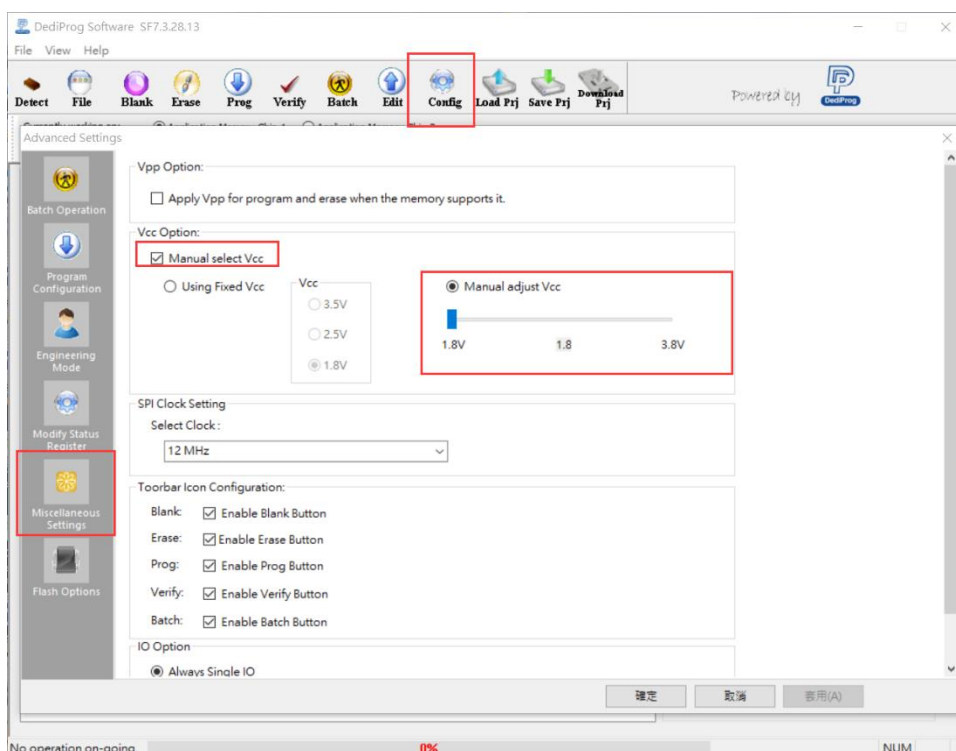 DediProg Software SF7.3.28.13
File View Help
Detect File Blank Erase Prog Verify Batch Edit Config Load Prj Save Prj Download Prj
Powered by DediProg
Advanced Settings
Batch Operation
Program Configuration
Engineering Mode
Modify Status Register
Miscellaneous Settings
Flash Options
Vpp Option:
Apply Vpp for program and erase when the memory supports it.
Vcc Option:
Manual select Vcc
Using Fixed Vcc
Vcc
3.5V
2.5V
1.8V
Manual adjust Vcc
1.8V 1.8 3.8V
SPI Clock Setting
Select Clock :
12 MHz
Toorbar Icon Configuration:
Blank: Enable Blank Button
Erase: Enable Erase Button
Prog: Enable Prog Button
Verify: Enable Verify Button
Batch: Enable Batch Button
IO Option
Always Single IO
確定 取消 套用(A)
No operation on-going. 0% NUM